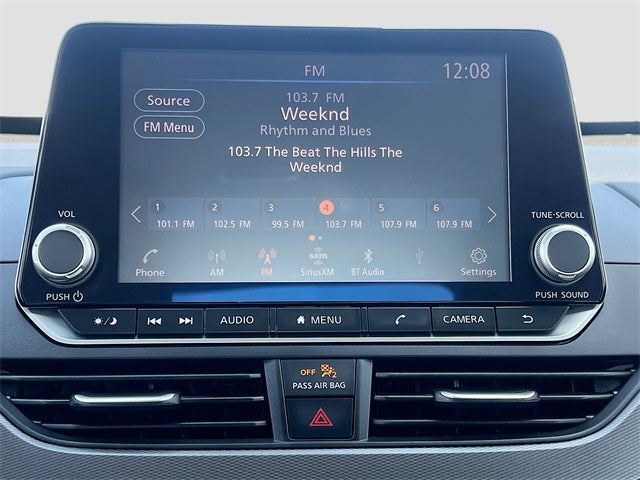 FM
12:08
Source
103.7 FM
Weeknd
FM Menu
Rhythm and Blues
103.7 The Beat The Hills The
Weeknd
1 2 3 4 5 6
101.1 FM 102.5 FM 99.5 FM 103.7 FM 107.9 FM 107.9 FM
VOL
TUNE·SCROLL
sxm
Phone AM FM SiriusXM BT Audio USB1 Settings
PUSH
PUSH SOUND
AUDIO MENU CAMERA
OFF 2
PASS AIR BAG